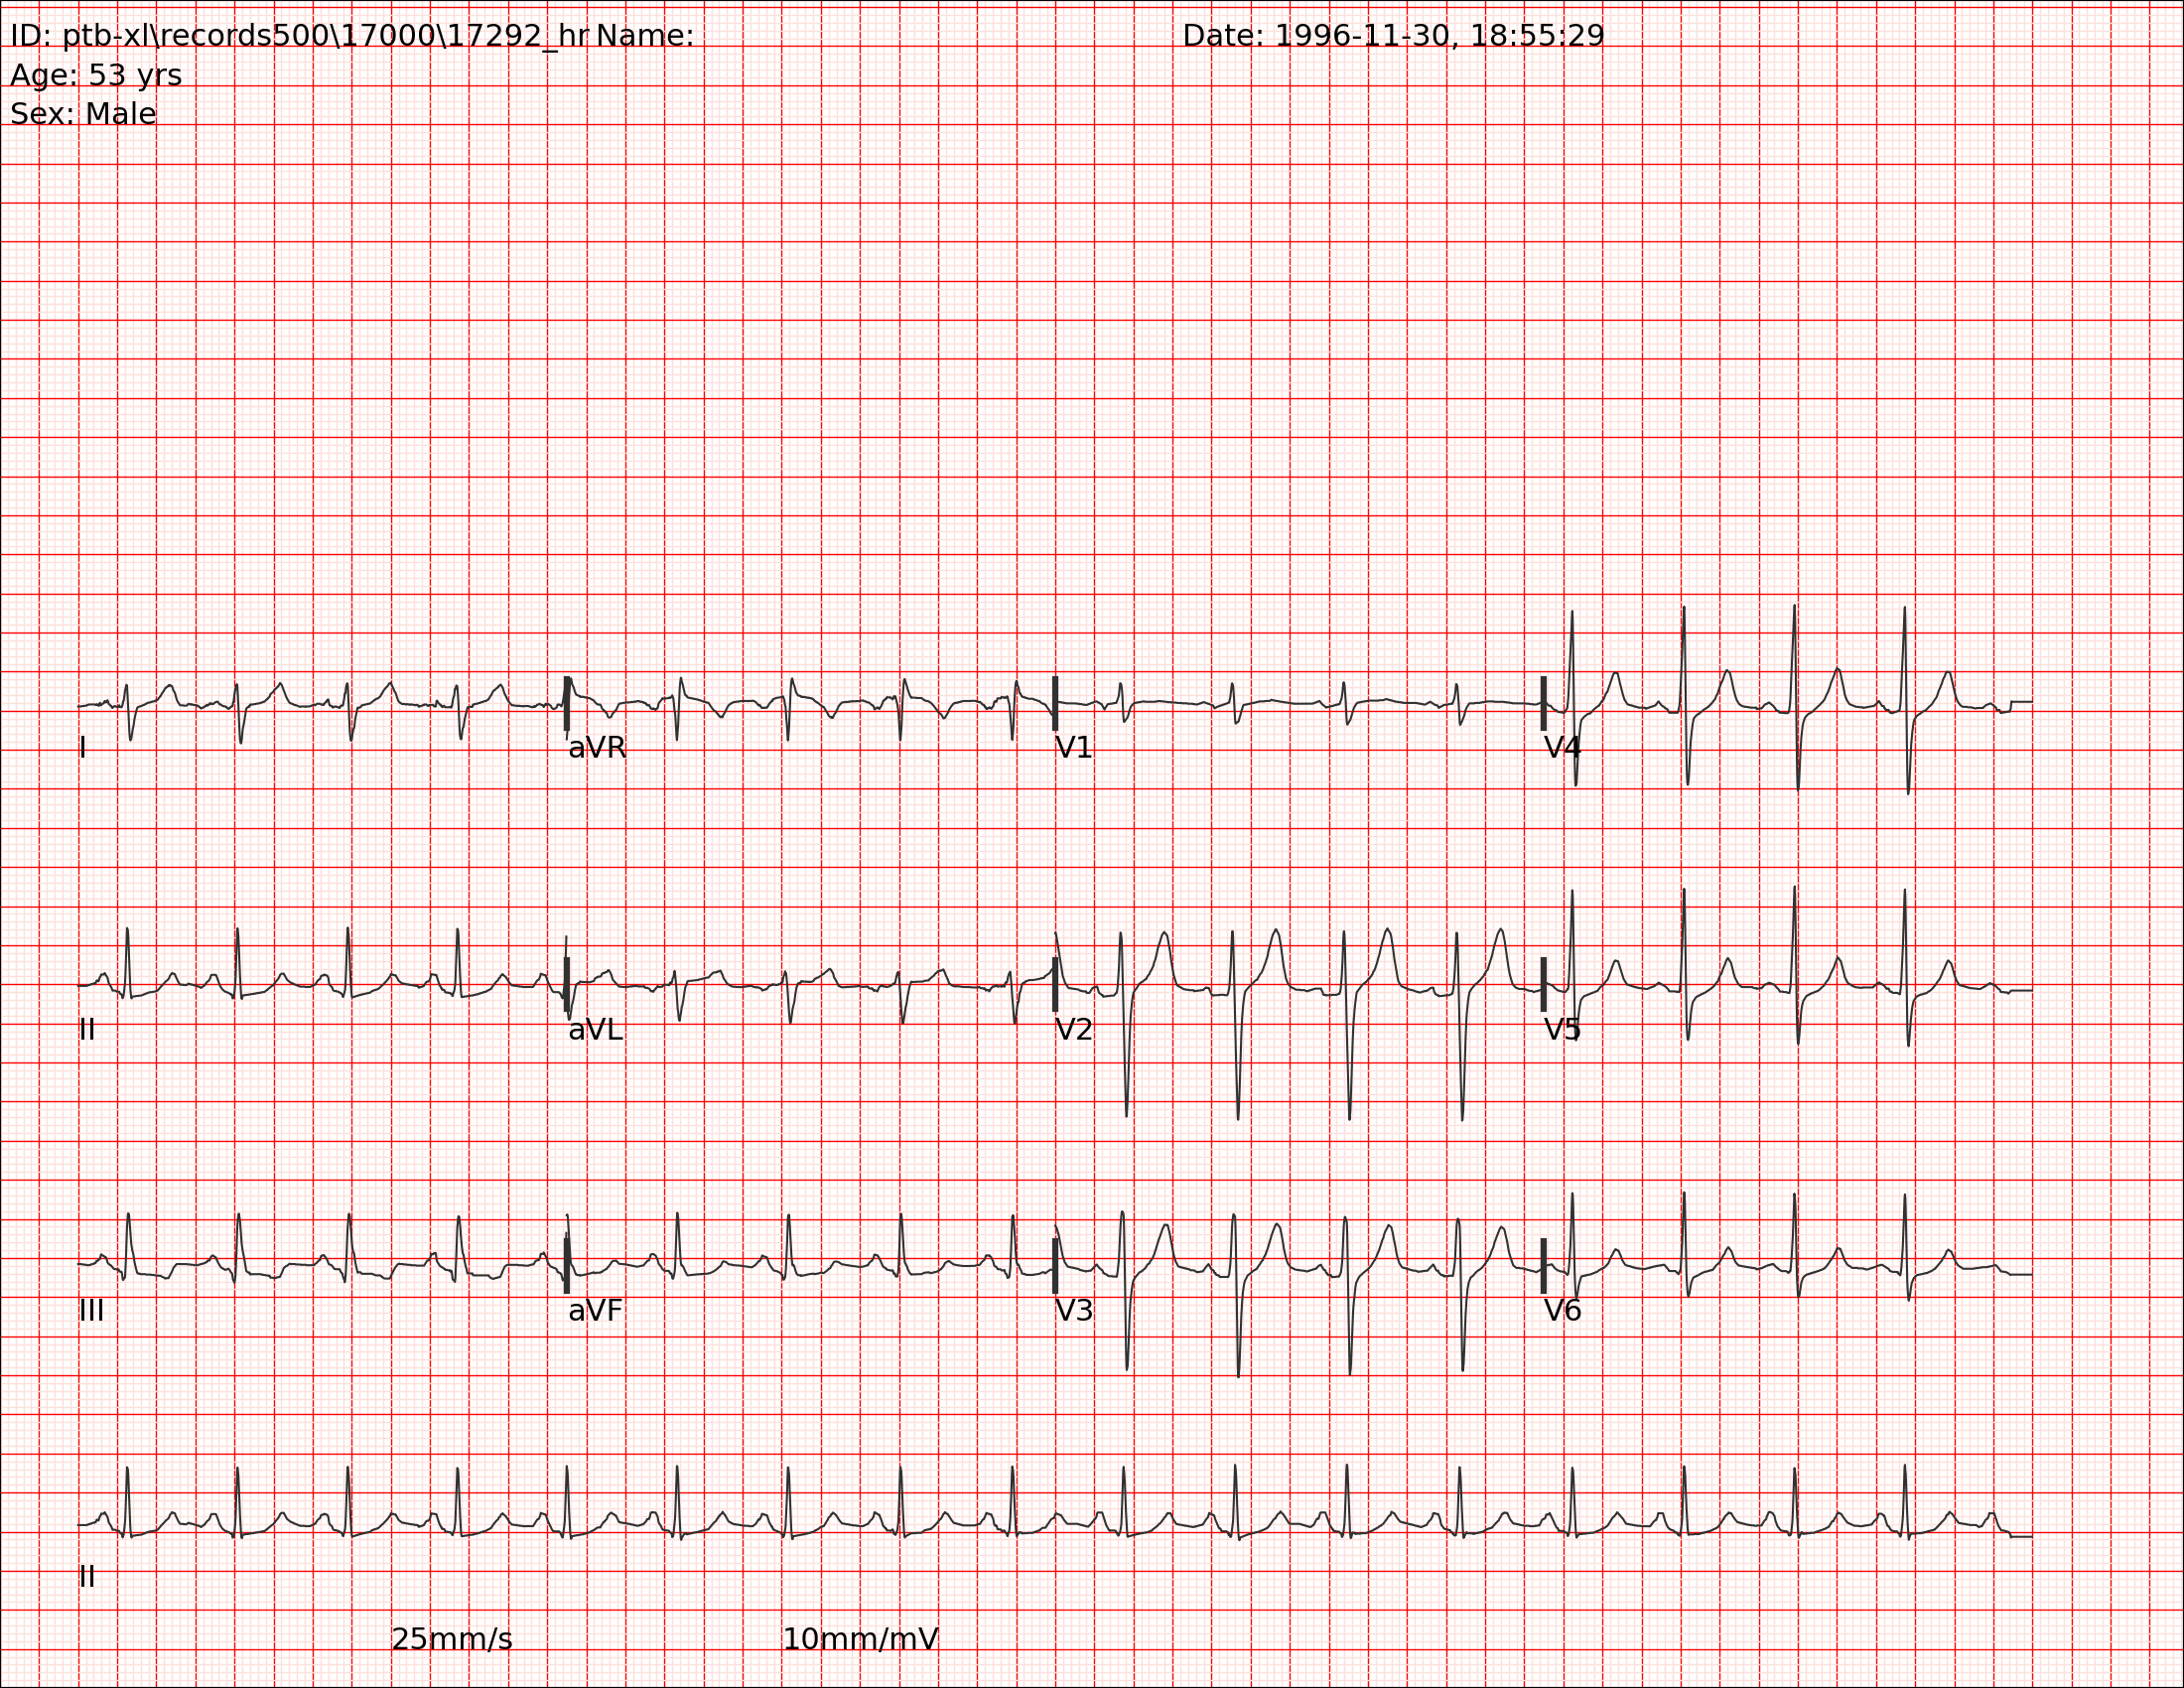 ID: ptb-xl\records500\17000\17292_hr Name: Date: 1996-11-30, 18:55:29
Age: 53 yrs
Sex: Male
I aVR V1 V4
II aVL V2 V5
III aVF V3 V6
II
25mm/s 10mm/mV